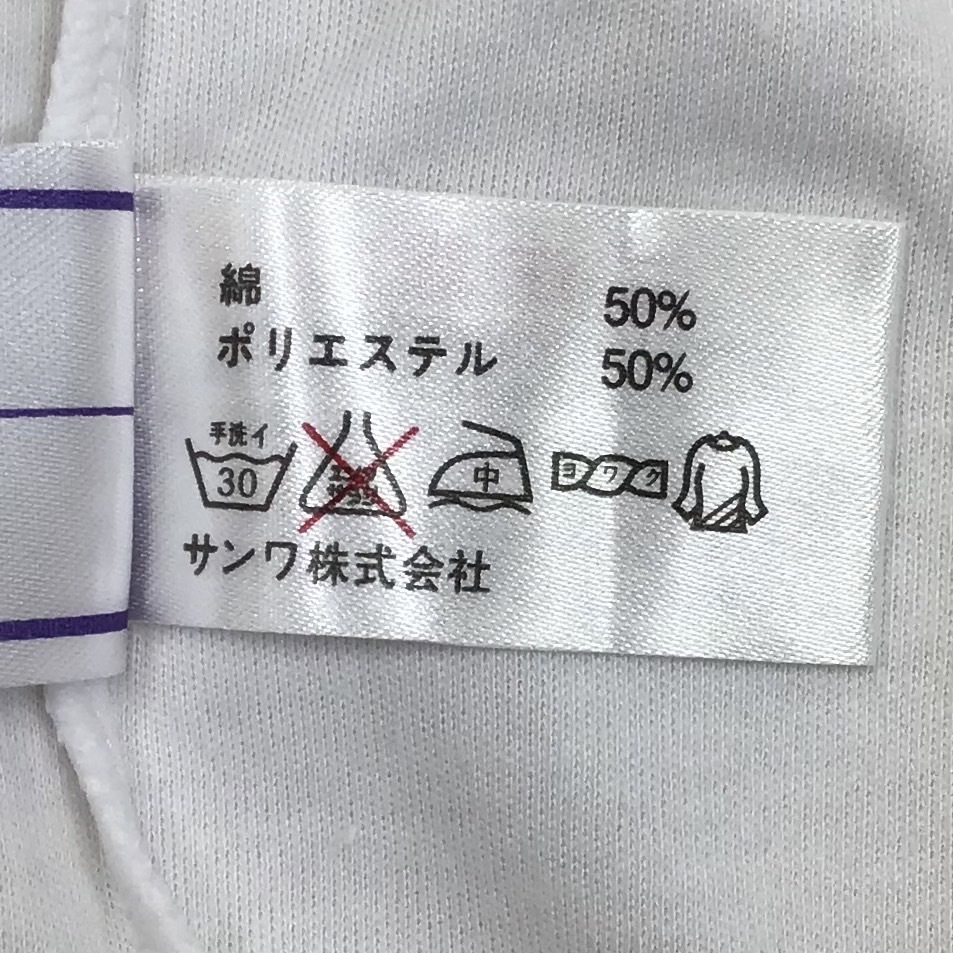 綿 50%
ポリエステル 50%
手洗イ
30
中
ヨワク
サンワ株式会社